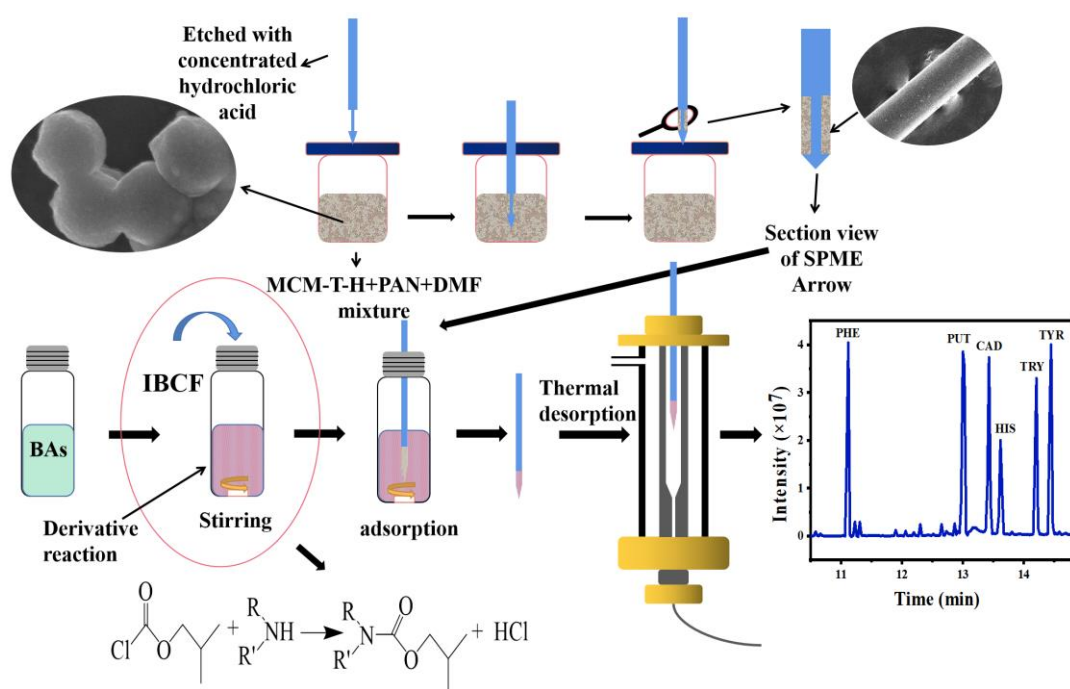 Etched with
concentrated
hydrochloric
acid
MCM-T-H+PAN+DMF
mixture
Section view
of SPME
Arrow
BAs
IBCF
Stirring
Derivative
reaction
adsorption
Thermal
desorption
Intensity (×10⁷)
4
2
0
PHE
PUT
CAD
HIS
TRY
TYR
11
12
13
14
Time (min)
O
Cl
O
+
R
NH
R'
R
N
R'
O
O
+ HCl